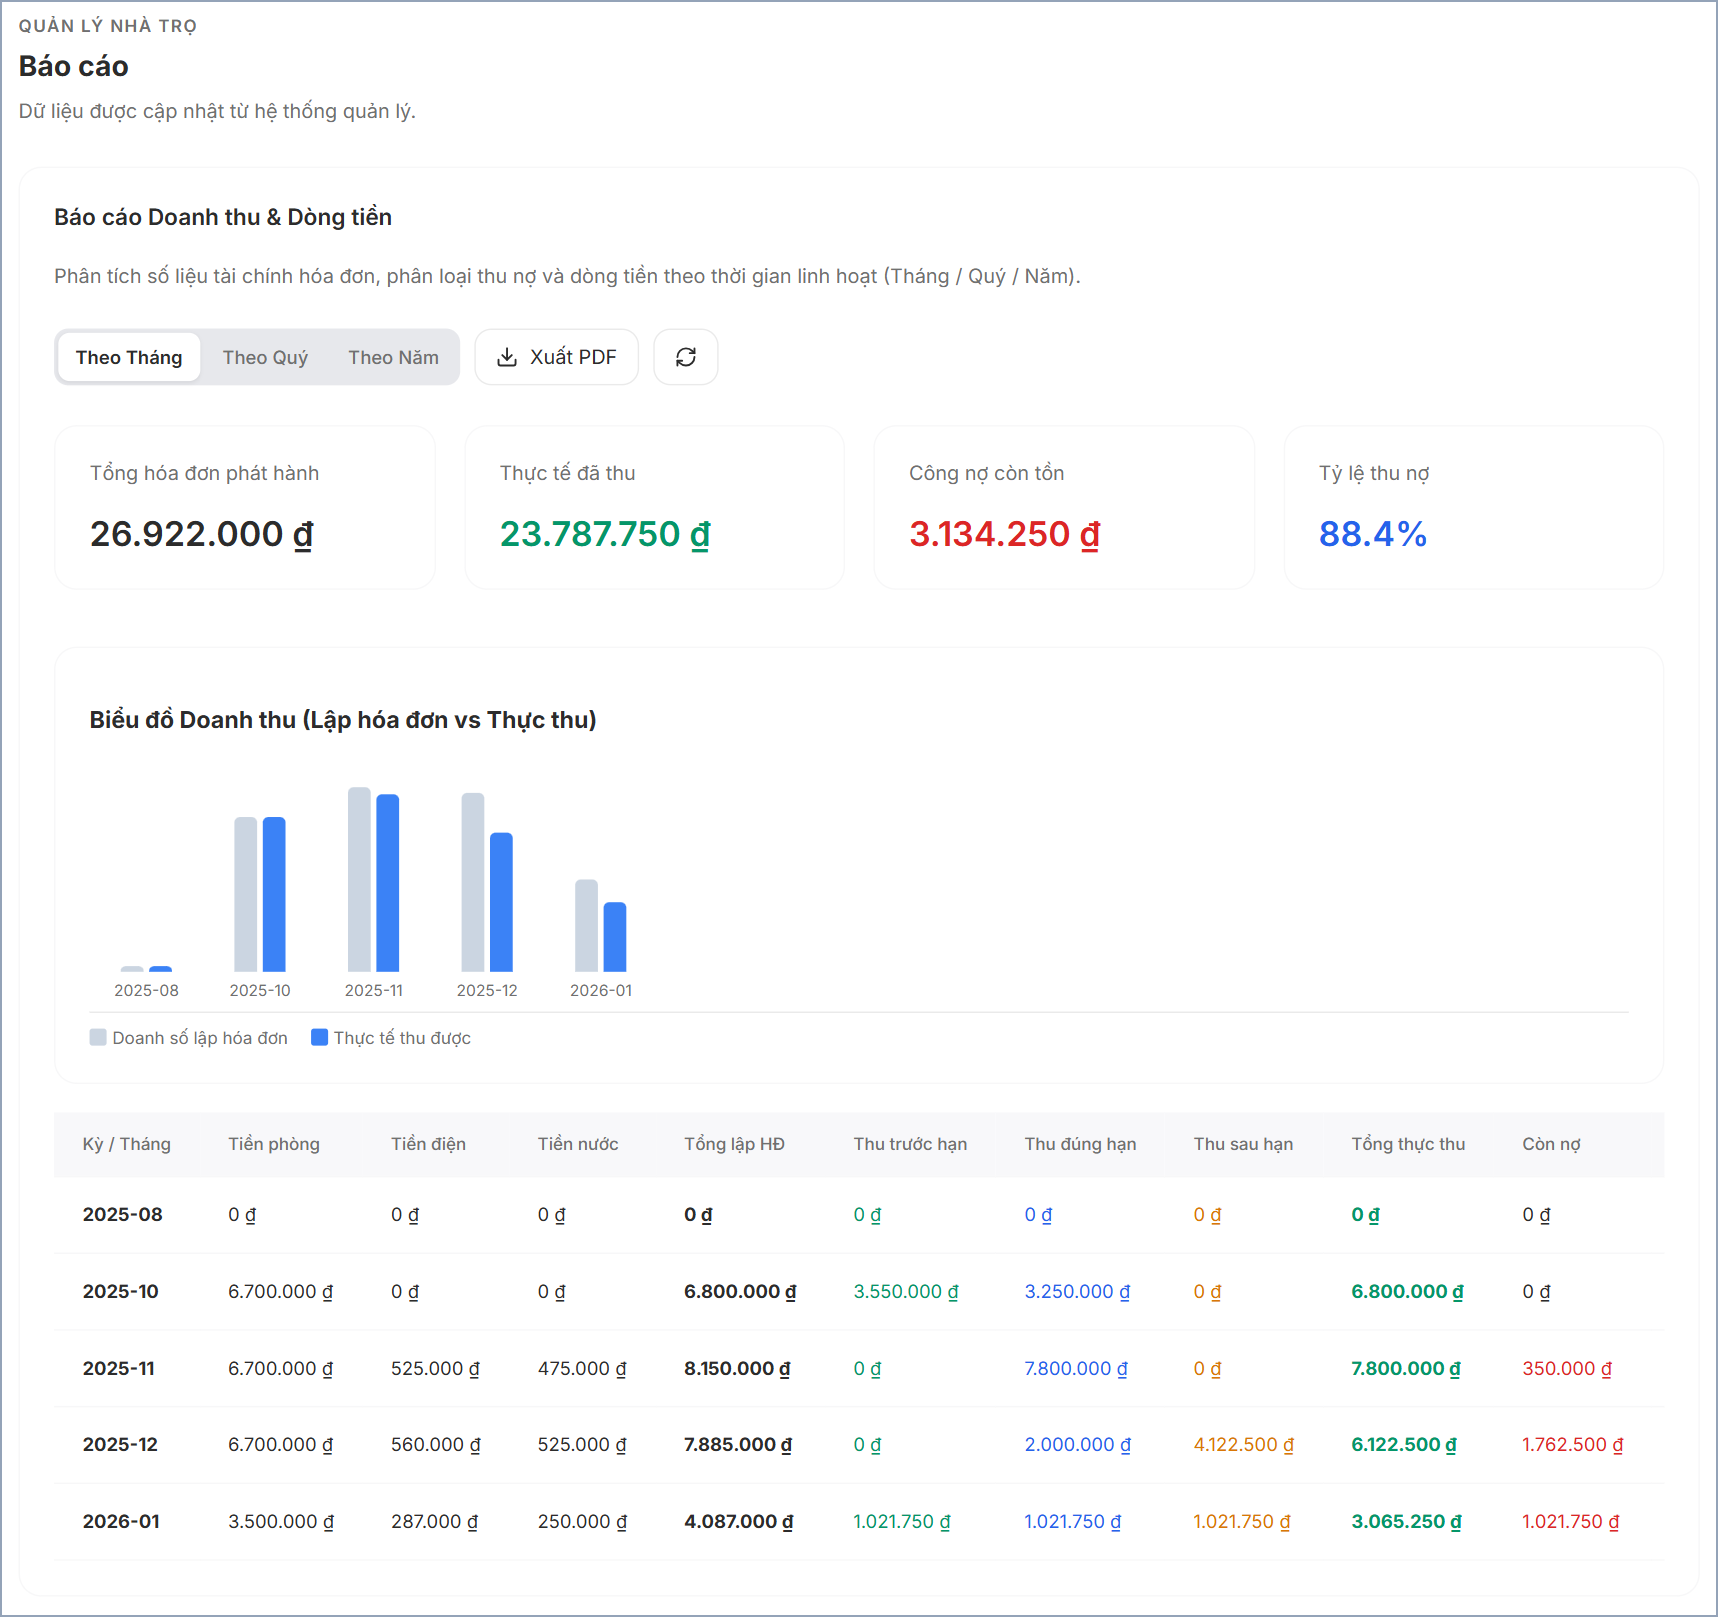 QUẢN LÝ NHÀ TRỌ
Báo cáo
Dữ liệu được cập nhật từ hệ thống quản lý.
Báo cáo Doanh thu & Dòng tiền
Phân tích số liệu tài chính hóa đơn, phân loại thu nợ và dòng tiền theo thời gian linh hoạt (Tháng / Quý / Năm).
Theo Tháng Theo Quý Theo Năm Xuất PDF
Tổng hóa đơn phát hành Thực tế đã thu Công nợ còn tồn Tỷ lệ thu nợ
26.922.000 ₫ 23.787.750 ₫ 3.134.250 ₫ 88.4%
Biểu đồ Doanh thu (Lập hóa đơn vs Thực thu)
2025-08 2025-10 2025-11 2025-12 2026-01
Doanh số lập hóa đơn Thực tế thu được
Kỳ / Tháng Tiền phòng Tiền điện Tiền nước Tổng lập HĐ Thu trước hạn Thu đúng hạn Thu sau hạn Tổng thực thu Còn nợ
2025-08 0 ₫ 0 ₫ 0 ₫ 0 ₫ 0 ₫ 0 ₫ 0 ₫ 0 ₫ 0 ₫
2025-10 6.700.000 ₫ 0 ₫ 0 ₫ 6.800.000 ₫ 3.550.000 ₫ 3.250.000 ₫ 0 ₫ 6.800.000 ₫ 0 ₫
2025-11 6.700.000 ₫ 525.000 ₫ 475.000 ₫ 8.150.000 ₫ 0 ₫ 7.800.000 ₫ 0 ₫ 7.800.000 ₫ 350.000 ₫
2025-12 6.700.000 ₫ 560.000 ₫ 525.000 ₫ 7.885.000 ₫ 0 ₫ 2.000.000 ₫ 4.122.500 ₫ 6.122.500 ₫ 1.762.500 ₫
2026-01 3.500.000 ₫ 287.000 ₫ 250.000 ₫ 4.087.000 ₫ 1.021.750 ₫ 1.021.750 ₫ 1.021.750 ₫ 3.065.250 ₫ 1.021.750 ₫